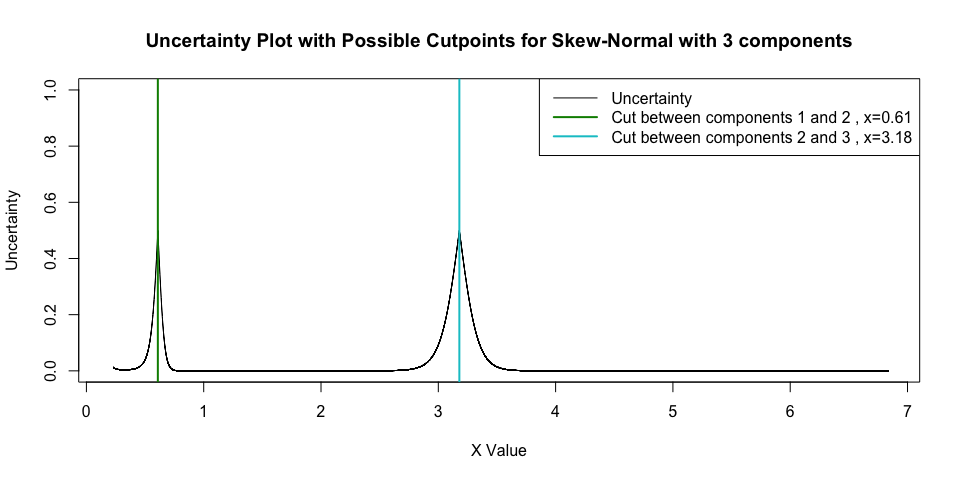 Uncertainty Plot with Possible Cutpoints for Skew-Normal with 3 components
Uncertainty
Cut between components 1 and 2 , x=0.61
Cut between components 2 and 3 , x=3.18
Uncertainty
1.0
0.8
0.6
0.4
0.2
0.0
0 1 2 3 4 5 6 7
X Value